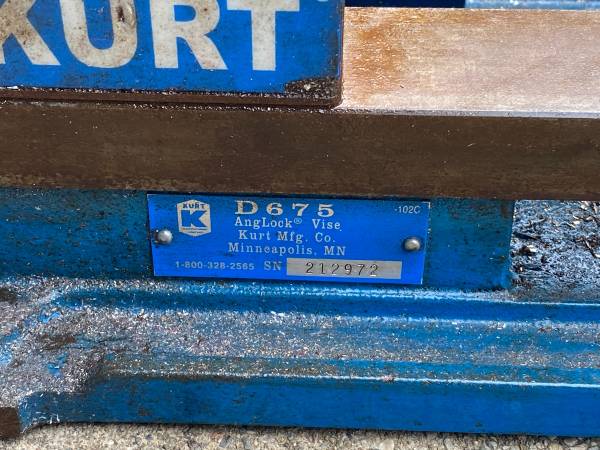 KURT
KURT
K
D675 -102C
AngLock® Vise
Kurt Mfg. Co.
Minneapolis, MN
1-800-328-2565 SN 212972